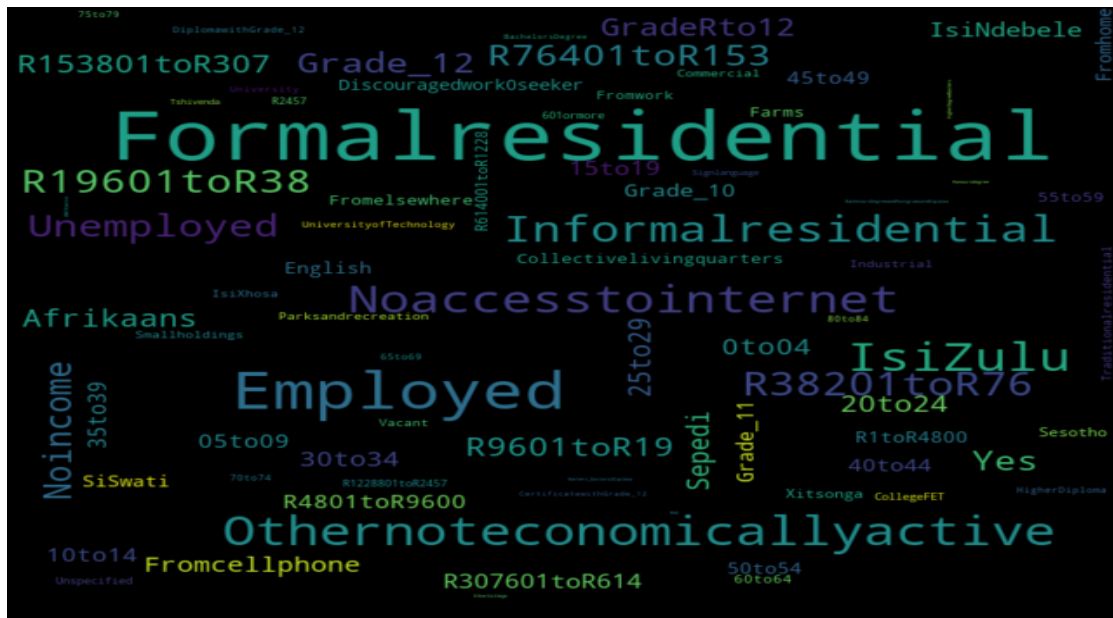 75to79
DiplomawithGrade_12
GradeRto12
IsiNdebele
Fromhome
BachelorsDegree
R153801toR307
Grade_12
R76401toR153
Commercial
45to49
Discouragedwork0seeker
University
Fromwork
Tshivenda
R2457
601ormore
Farms
Formalresidential
R614001toR1228
15to19
Signlanguage
R19601toR38
Grade_10
55to59
Fromelsewhere
Unemployed
UniversityofTechnology
Informalresidential
Collectivelivingquarters
Industrial
Traditionalresidential
English
IsiXhosa
Noaccesstointernet
Afrikaans
Parksandrecreation
80to84
Smallholdings
25to29
0to04
IsiZulu
65to69
Noincome
35to39
Employed
R38201toR76
20to24
Vacant
Sepedi
Grade_11
05to09
R9601toR19
R1toR4800
Sesotho
30to34
40to44
Yes
SiSwati
70to74
R1228801toR2457
CertificatewithGrade_12
Xitsonga
CollegeFET
HigherDiploma
R4801toR9600
Othernoteconomicallyactive
10to14
Fromcellphone
50to54
Unspecified
R307601toR614
60to64